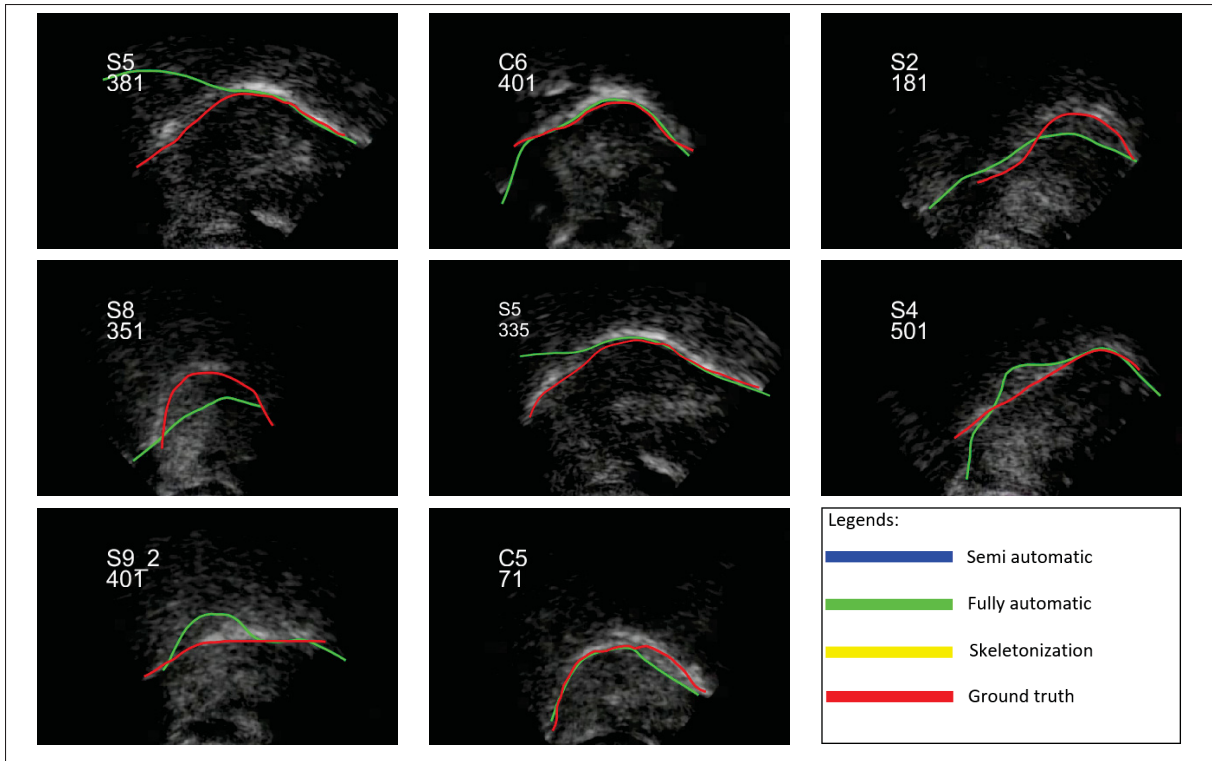 S5
381
C6
401
S2
181
S8
351
S5
335
S4
501
S9_2
401
C5
71
Legends:
Semi automatic
Fully automatic
Skeletonization
Ground truth